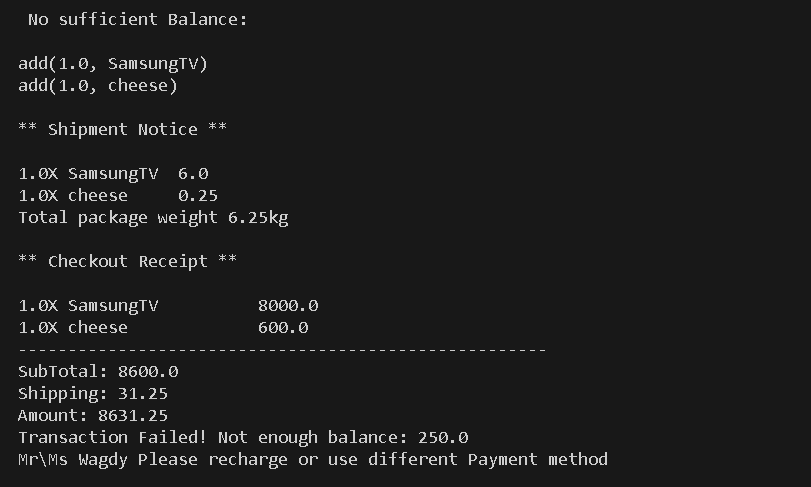 No sufficient Balance:
add(1.0, SamsungTV)
add(1.0, cheese)
** Shipment Notice **
1.0X SamsungTV  6.0
1.0X cheese     0.25
Total package weight 6.25kg
** Checkout Receipt **
1.0X SamsungTV          8000.0
1.0X cheese             600.0
-----------------------------------------------------
SubTotal: 8600.0
Shipping: 31.25
Amount: 8631.25
Transaction Failed! Not enough balance: 250.0
Mr\Ms Wagdy Please recharge or use different Payment method